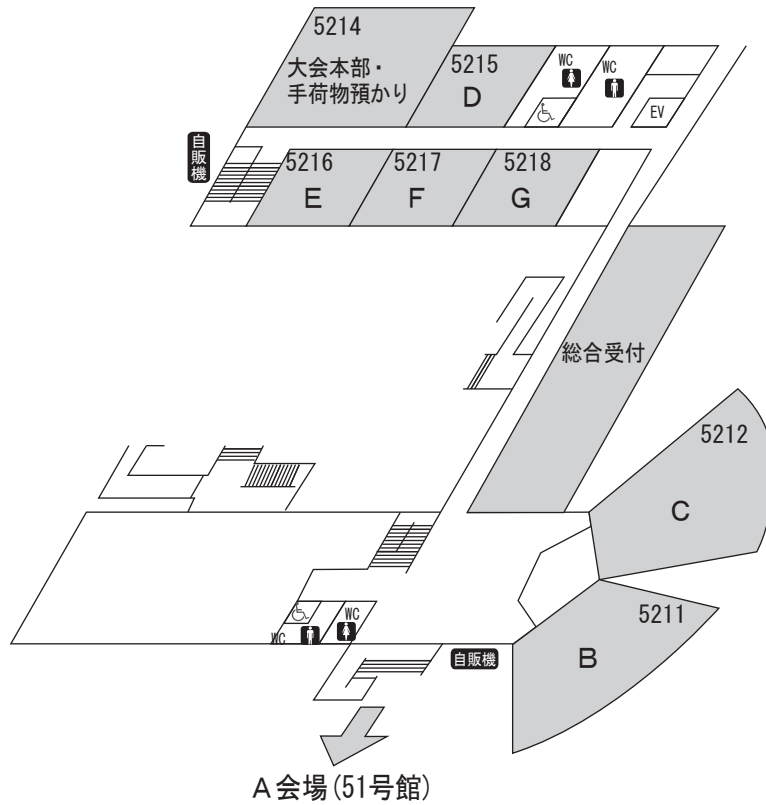 5214
大会本部・
手荷物預かり
5215
D
WC
WC
EV
自販機
5216
E
5217
F
5218
G
総合受付
5212
C
5211
B
WC
WC
自販機
A会場(51号館)